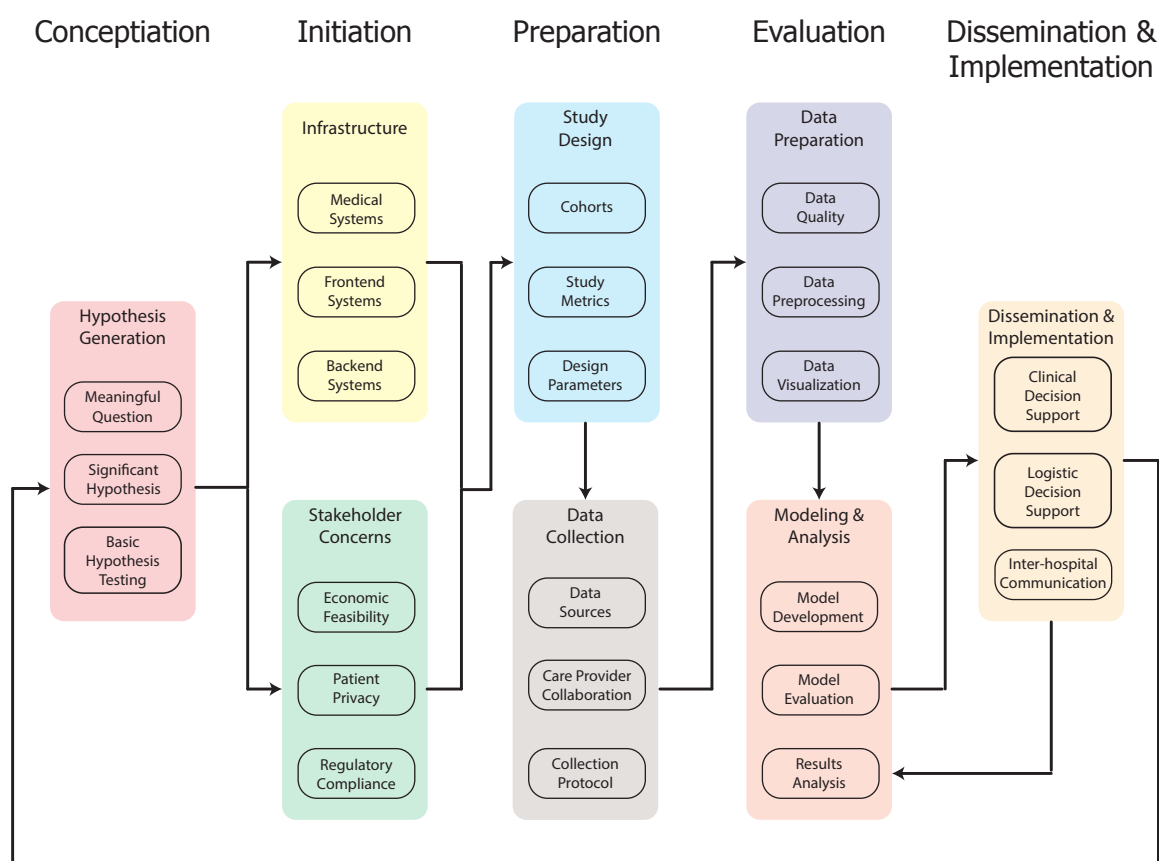 Conceptiation
Initiation
Preparation
Evaluation
Dissemination &
Implementation
Hypothesis
Generation
Meaningful
Question
Significant
Hypothesis
Basic
Hypothesis
Testing
Infrastructure
Medical
Systems
Frontend
Systems
Backend
Systems
Stakeholder
Concerns
Economic
Feasibility
Patient
Privacy
Regulatory
Compliance
Study
Design
Cohorts
Study
Metrics
Design
Parameters
Data
Collection
Data
Sources
Care Provider
Collaboration
Collection
Protocol
Data
Preparation
Data
Quality
Data
Preprocessing
Data
Visualization
Modeling &
Analysis
Model
Development
Model
Evaluation
Results
Analysis
Dissemination &
Implementation
Clinical
Decision
Support
Logistic
Decision
Support
Inter-hospital
Communication